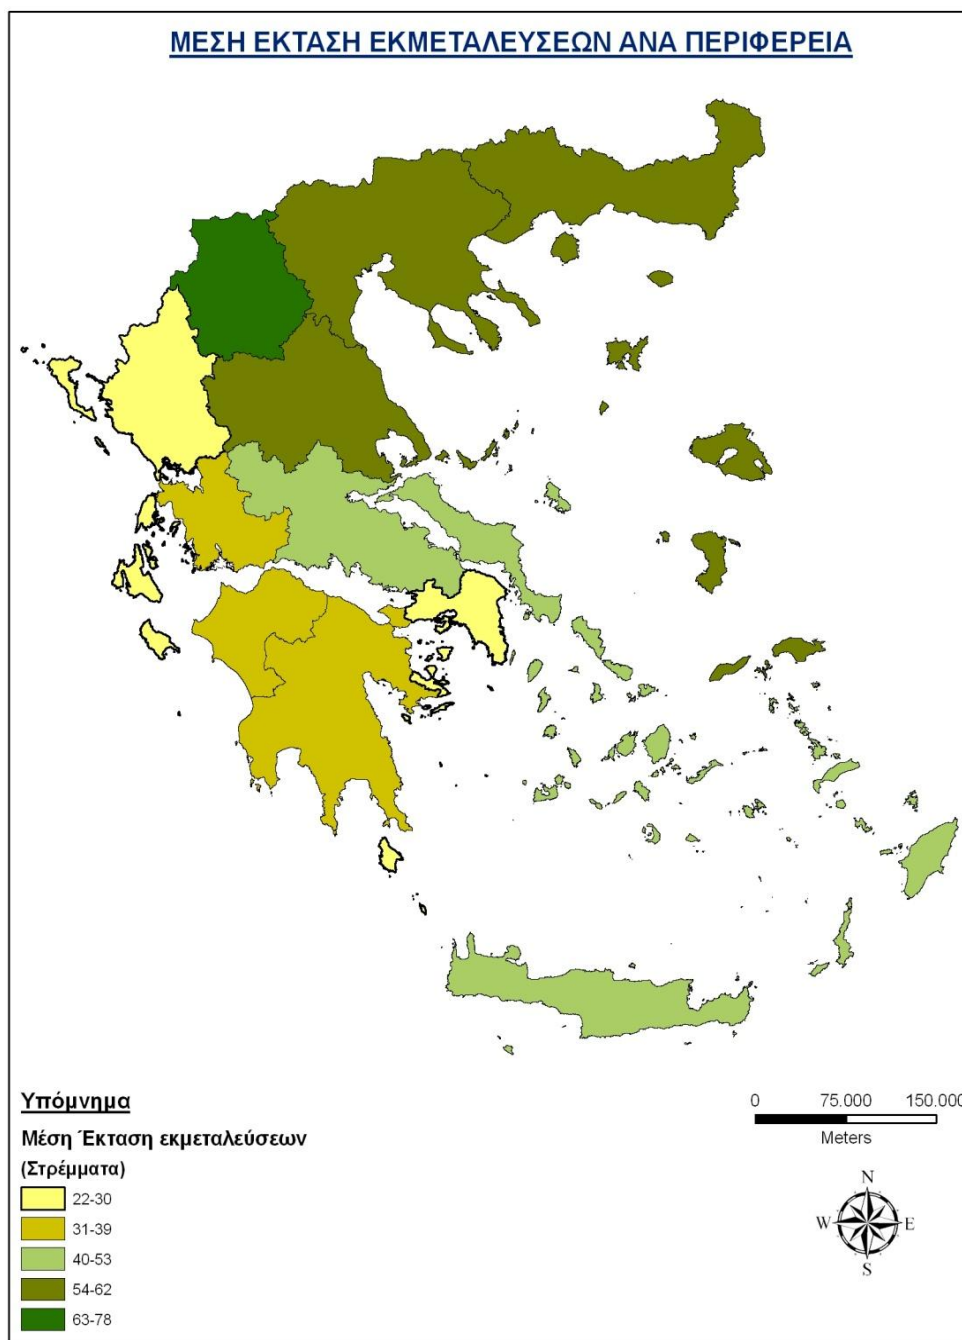 ΜΕΣΗ ΕΚΤΑΣΗ ΕΚΜΕΤΑΛΕΥΣΕΩΝ ΑΝΑ ΠΕΡΙΦΕΡΕΙΑ
Υπόμνημα
Μέση Έκταση εκμεταλεύσεων
(Στρέμματα)
22-30
31-39
40-53
54-62
63-78
0 75.000 150.000
Meters
N
W E
S